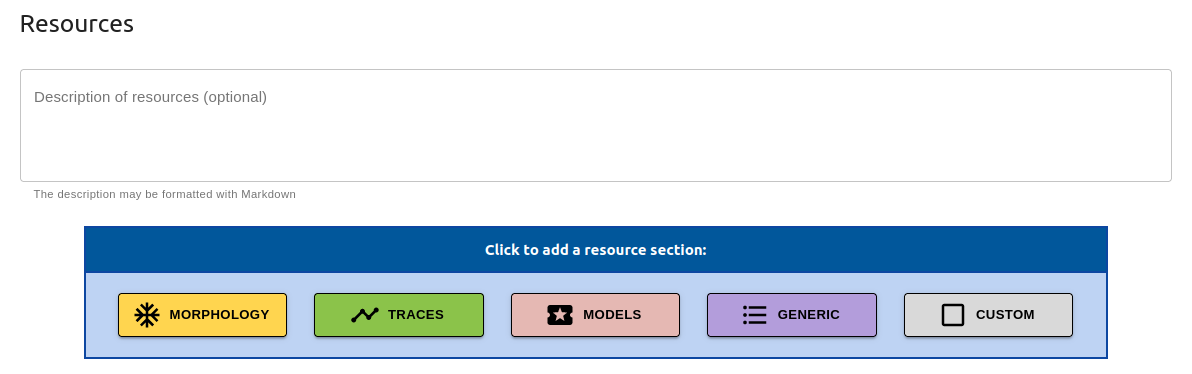 Resources
Description of resources (optional)
The description may be formatted with Markdown
Click to add a resource section:
MORPHOLOGY TRACES MODELS GENERIC CUSTOM